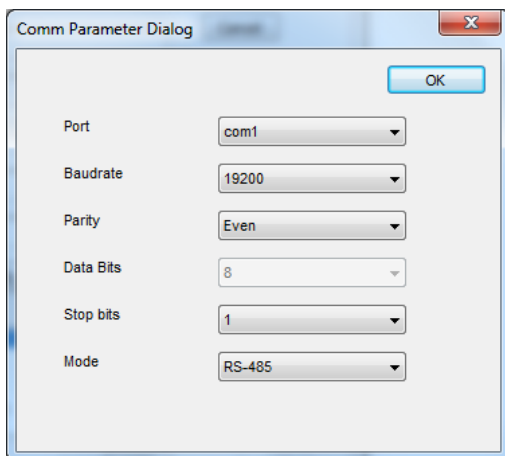 Comm Parameter Dialog
OK
Port com1
Baudrate 19200
Parity Even
Data Bits 8
Stop bits 1
Mode RS-485